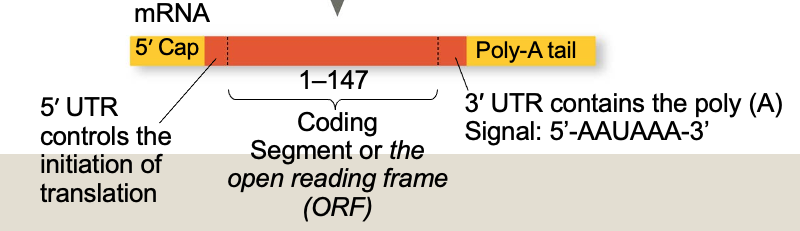 mRNA
5′ Cap
Poly-A tail
1–147
5′ UTR
controls the
initiation of
translation
Coding
Segment or the
open reading frame
(ORF)
3′ UTR contains the poly (A)
Signal: 5’-AAUAAA-3’